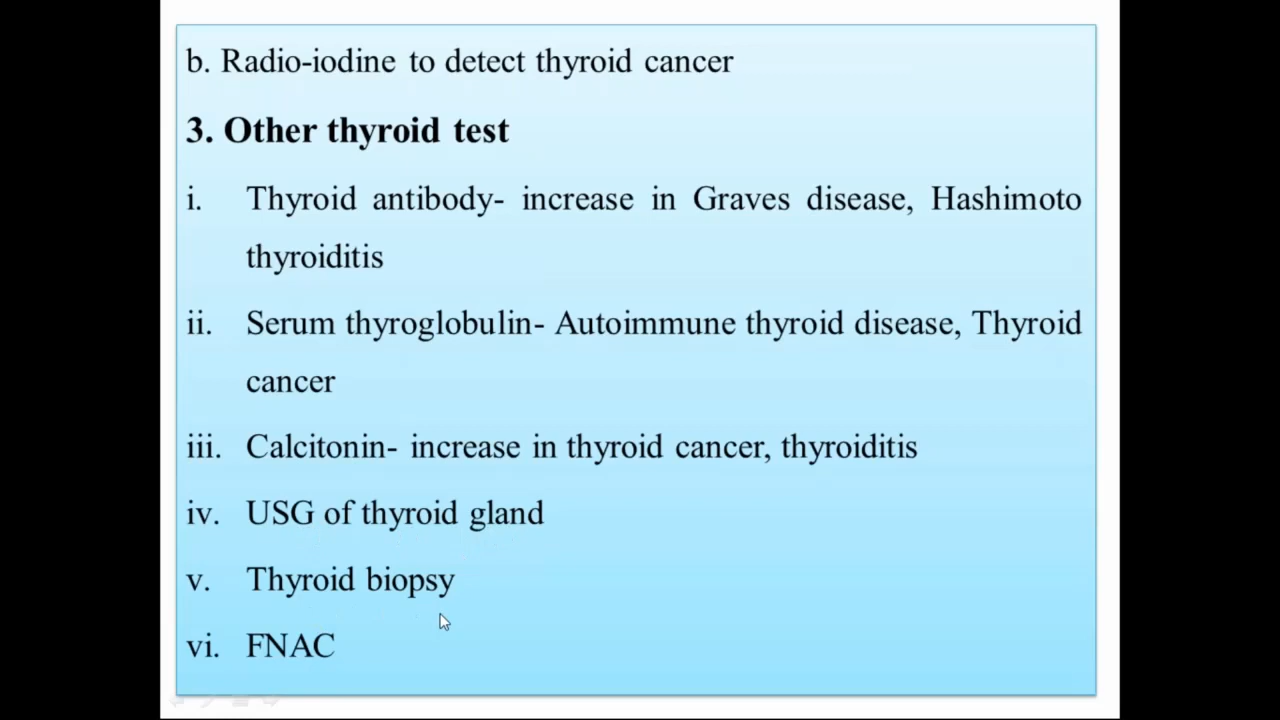 b. Radio-iodine to detect thyroid cancer
3. Other thyroid test
i. Thyroid antibody- increase in Graves disease, Hashimoto
thyroiditis
ii. Serum thyroglobulin- Autoimmune thyroid disease, Thyroid
cancer
iii. Calcitonin- increase in thyroid cancer, thyroiditis
iv. USG of thyroid gland
v. Thyroid biopsy
vi. FNAC